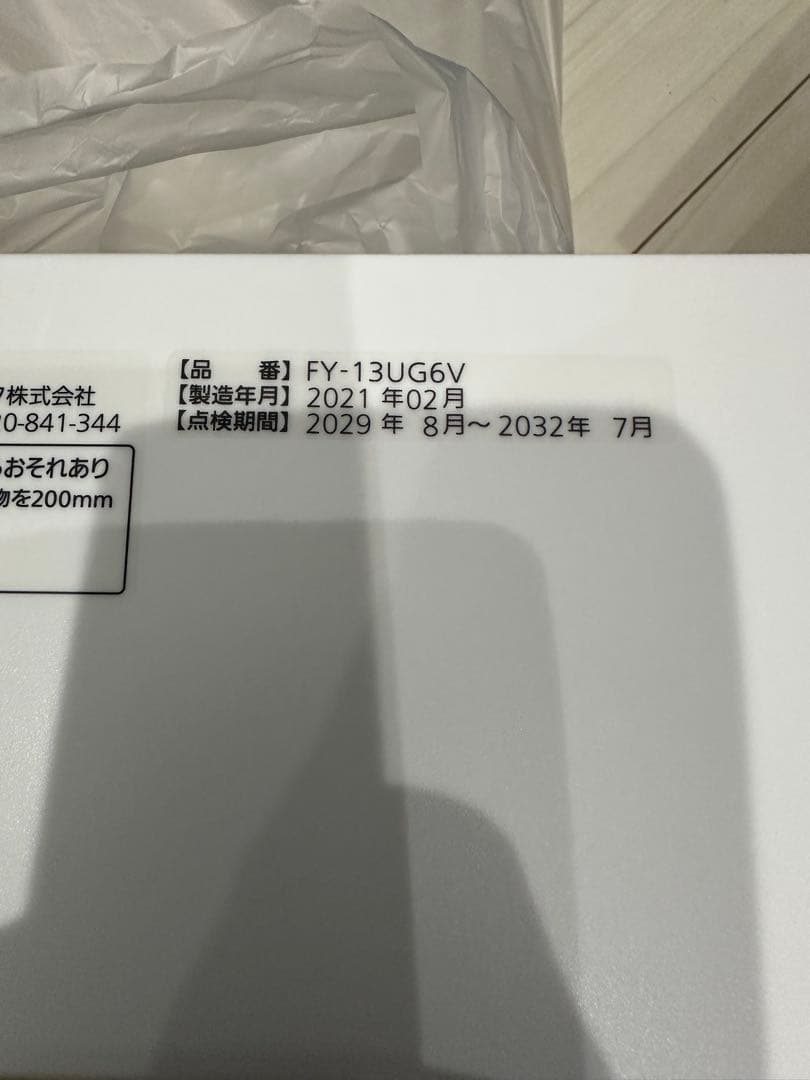 【品　　番】 FY-13UG6V
【製造年月】 2021 年02月
【点検期間】 2029 年 8月～2032年 7月
株式会社
0-841-344
おそれあり
物を200mm